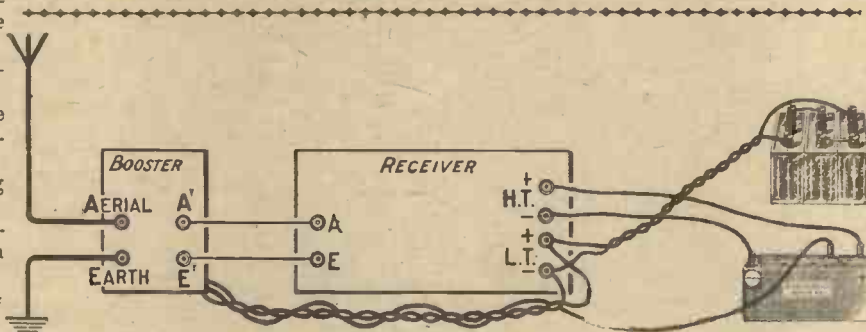 BOOSTER
RECEIVER
AERIAL
A'
A
EARTH
E'
E
+
H.T.
-
+
L.T.
-